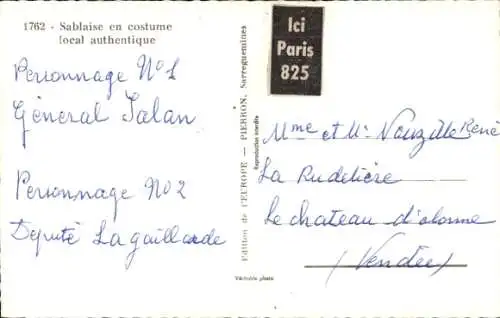 1762 - Sablaise en costume
local authentique
Personnage N°1
Général Salan
Personnage N°2
Député Lagaillarde
Edition de l'EUROPE — PIERRON, Sarreguemines
Reproduction interdite
Véritable photo
Ici
Paris
825
Mme et Mr Nauzille René
La Rudelière
Le chateau d'olonne
(Vendée)